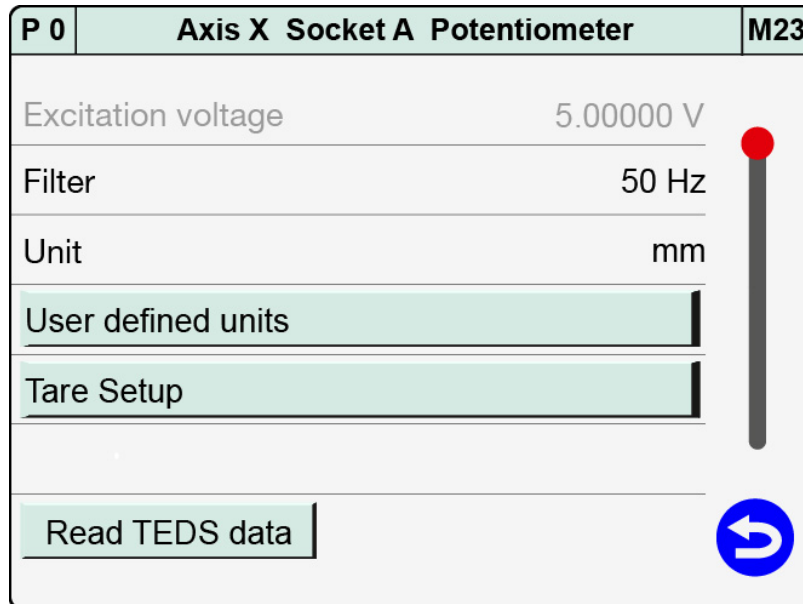 P 0 Axis X Socket A Potentiometer M23
Excitation voltage 5.00000 V
Filter 50 Hz
Unit mm
User defined units
Tare Setup
Read TEDS data